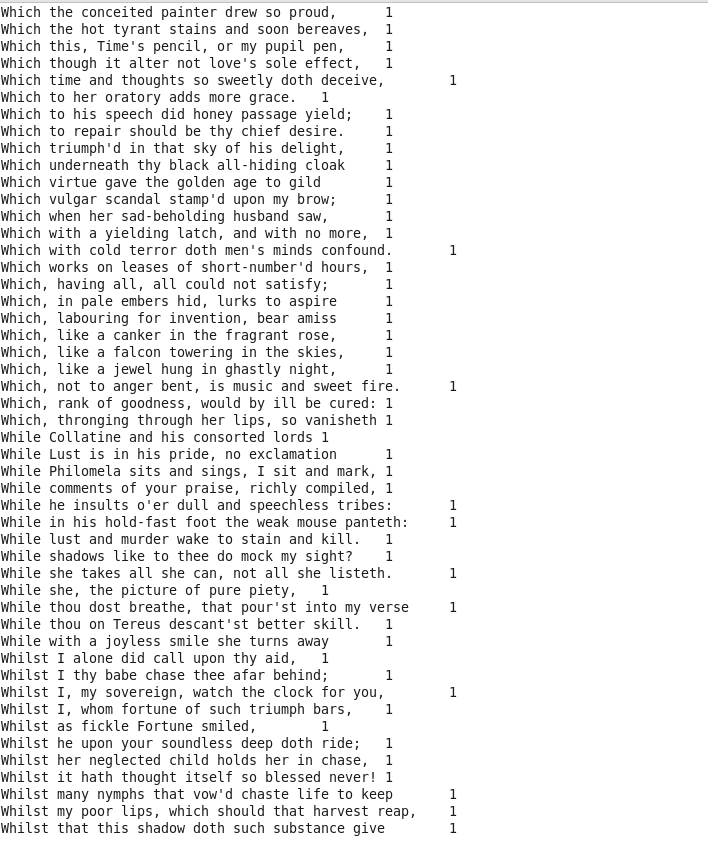 Which the conceited painter drew so proud,	1
Which the hot tyrant stains and soon bereaves,	1
Which this, Time's pencil, or my pupil pen,	1
Which though it alter not love's sole effect,	1
Which time and thoughts so sweetly doth deceive,	1
Which to her oratory adds more grace.	1
Which to his speech did honey passage yield;	1
Which to repair should be thy chief desire.	1
Which triumph'd in that sky of his delight,	1
Which underneath thy black all-hiding cloak	1
Which virtue gave the golden age to gild	1
Which vulgar scandal stamp'd upon my brow;	1
Which when her sad-beholding husband saw,	1
Which with a yielding latch, and with no more,	1
Which with cold terror doth men's minds confound.	1
Which works on leases of short-number'd hours,	1
Which, having all, all could not satisfy;	1
Which, in pale embers hid, lurks to aspire	1
Which, labouring for invention, bear amiss	1
Which, like a canker in the fragrant rose,	1
Which, like a falcon towering in the skies,	1
Which, like a jewel hung in ghastly night,	1
Which, not to anger bent, is music and sweet fire.	1
Which, rank of goodness, would by ill be cured:	1
Which, thronging through her lips, so vanisheth	1
While Collatine and his consorted lords	1
While Lust is in his pride, no exclamation	1
While Philomela sits and sings, I sit and mark,	1
While comments of your praise, richly compiled,	1
While he insults o'er dull and speechless tribes:	1
While in his hold-fast foot the weak mouse panteth:	1
While lust and murder wake to stain and kill.	1
While shadows like to thee do mock my sight?	1
While she takes all she can, not all she listeth.	1
While she, the picture of pure piety,	1
While thou dost breathe, that pour'st into my verse	1
While thou on Tereus descant'st better skill.	1
While with a joyless smile she turns away	1
Whilst I alone did call upon thy aid,	1
Whilst I thy babe chase thee afar behind;	1
Whilst I, my sovereign, watch the clock for you,	1
Whilst I, whom fortune of such triumph bars,	1
Whilst as fickle Fortune smiled,	1
Whilst he upon your soundless deep doth ride;	1
Whilst her neglected child holds her in chase,	1
Whilst it hath thought itself so blessed never!	1
Whilst many nymphs that vow'd chaste life to keep	1
Whilst my poor lips, which should that harvest reap,	1
Whilst that this shadow doth such substance give	1